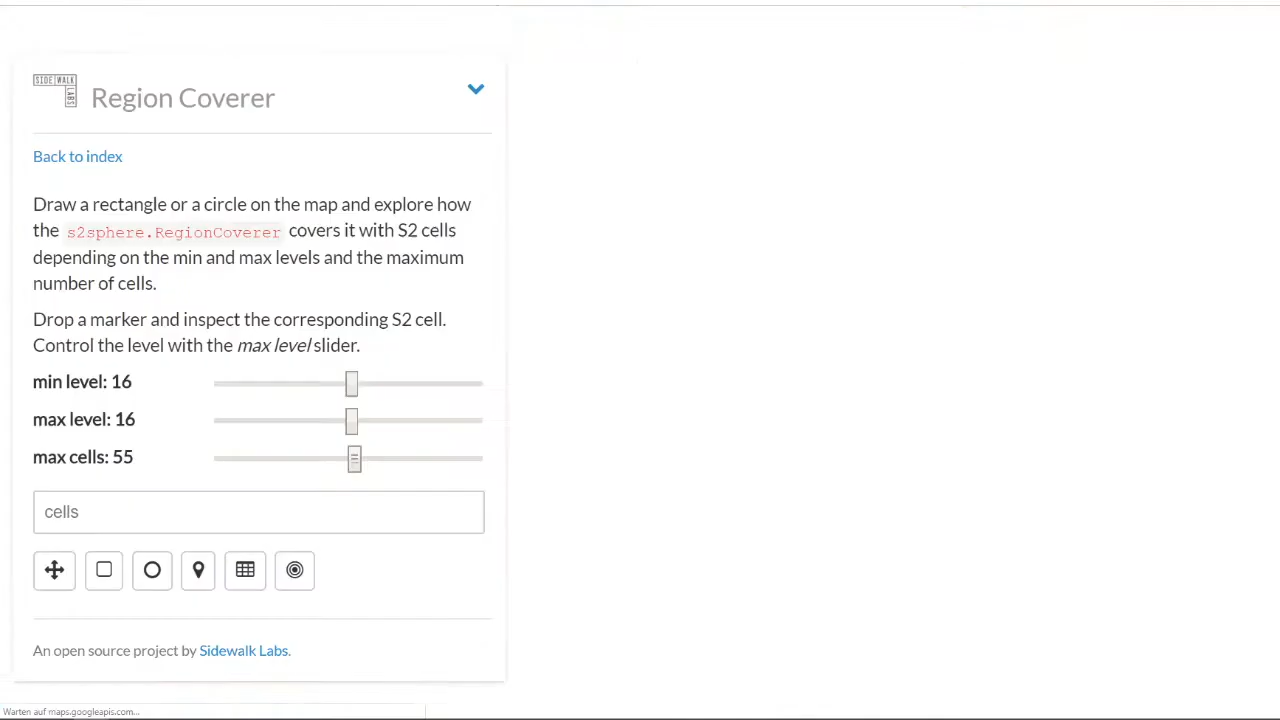 SIDE WALK
LABS
Region Coverer
Back to index
Draw a rectangle or a circle on the map and explore how
the s2sphere.RegionCoverer covers it with S2 cells
depending on the min and max levels and the maximum
number of cells.
Drop a marker and inspect the corresponding S2 cell.
Control the level with the max level slider.
min level: 16
max level: 16
max cells: 55
cells
An open source project by Sidewalk Labs.
Warten auf maps.googleapis.com...